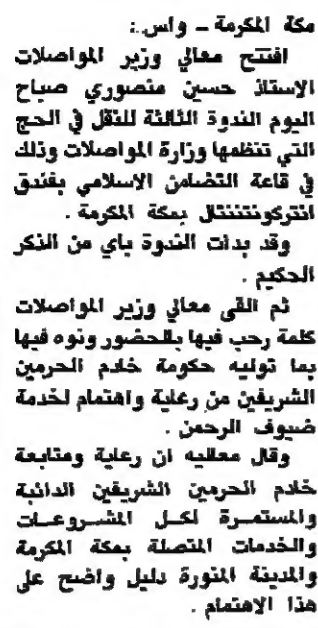 مكة المكرمة ـ واس :
افتتح معالي وزير المواصلات
الاستاذ حسين منصوري صباح
اليوم الندوة الثالثة للنقل في الحج
التي تنظمها وزارة المواصلات وذلك
في قاعة التضامن الاسلامي بفندق
انتركونتننتال بمكة المكرمة .
وقد بدات الندوة باي من الذكر
الحكيم .
ثم القى معالي وزير المواصلات
كلمة رحب فيها بالحضور ونوه فيها
بما توليه حكومة خادم الحرمين
الشريفين من رعاية واهتمام لخدمة
ضيوف الرحمن .
وقال معاليه ان رعاية ومتابعة
خادم الحرمين الشريفين الدائبة
والمستمرة لكل المشروعات
والخدمات المتصلة بمكة المكرمة
والمدينة المنورة دليل واضح على
هذا الاهتمام .